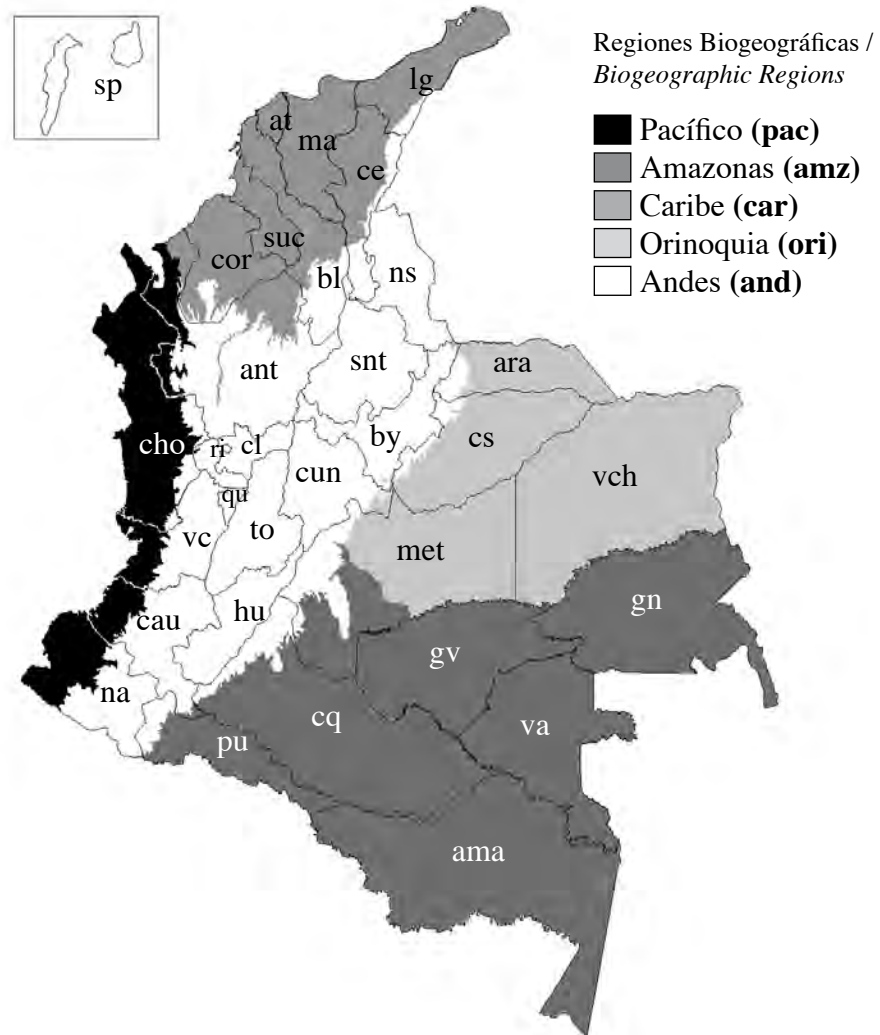 sp
Regiones Biogeográficas /
Biogeographic Regions
Pacífico (pac)
Amazonas (amz)
Caribe (car)
Orinoquia (ori)
Andes (and)
lg
at
ma
ce
suc
cor
bl
ns
ant
snt
ara
cho
ri
cl
by
cs
qu
cun
vch
vc
to
met
cau
hu
gn
gv
na
cq
va
pu
ama